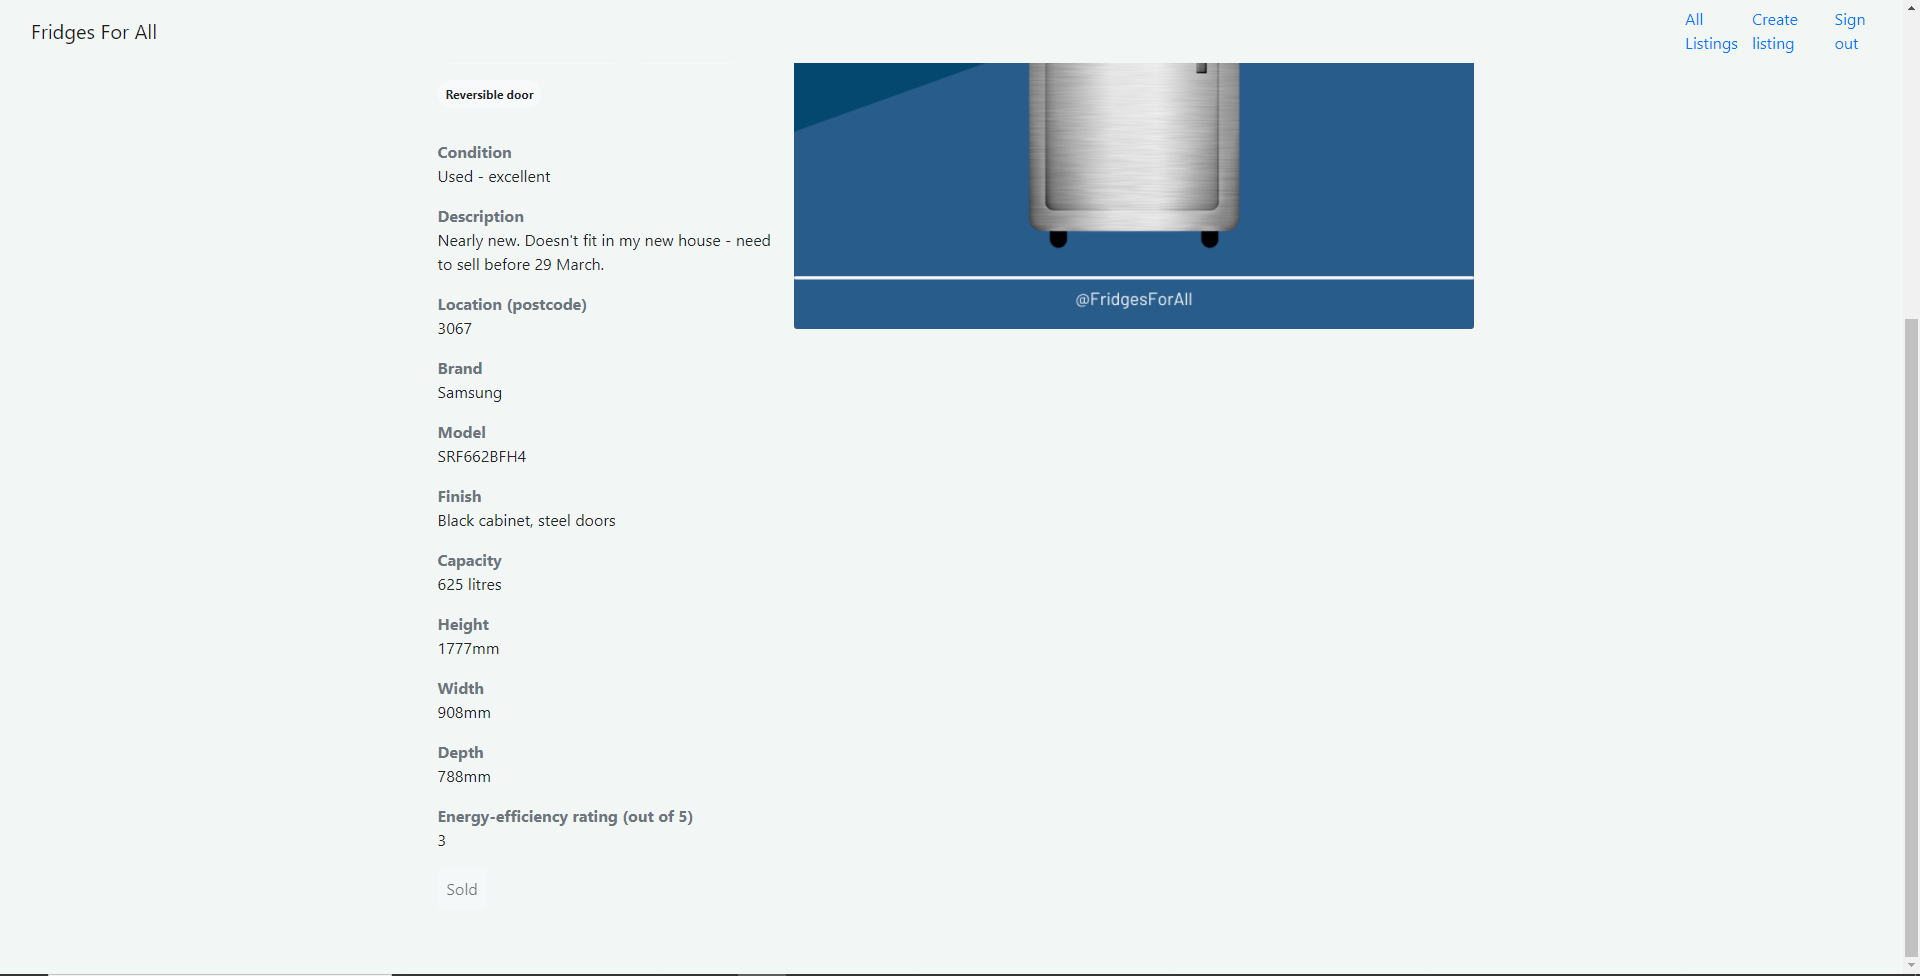 Fridges For All
All
Listings
Create
listing
Sign
out
Reversible door
Condition
Used - excellent
Description
Nearly new. Doesn't fit in my new house - need
to sell before 29 March.
Location (postcode)
3067
Brand
Samsung
Model
SRF662BFH4
Finish
Black cabinet, steel doors
Capacity
625 litres
Height
1777mm
Width
908mm
Depth
788mm
Energy-efficiency rating (out of 5)
3
Sold
@FridgesForAll